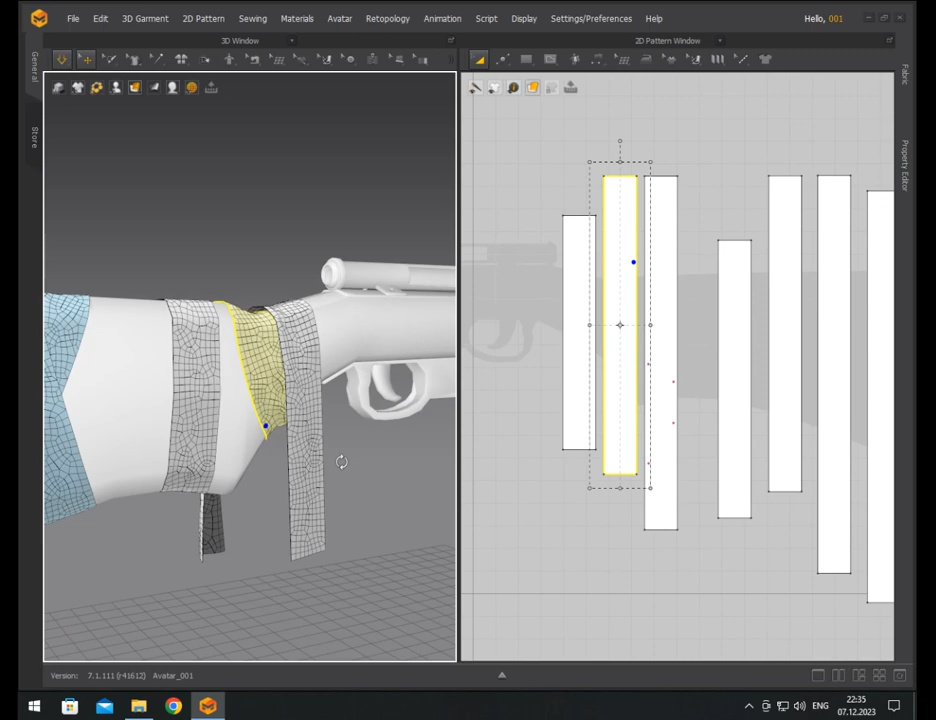 File Edit 3D Garment 2D Pattern Sewing Materials Avatar Retopology Animation Script Display Settings/Preferences Help Hello, 001
3D Window
2D Pattern Window
General
Store
Fabric
Property Editor
Version: 7.1.111 (r41612) Avatar_001
ENG
22:35
07.12.2023